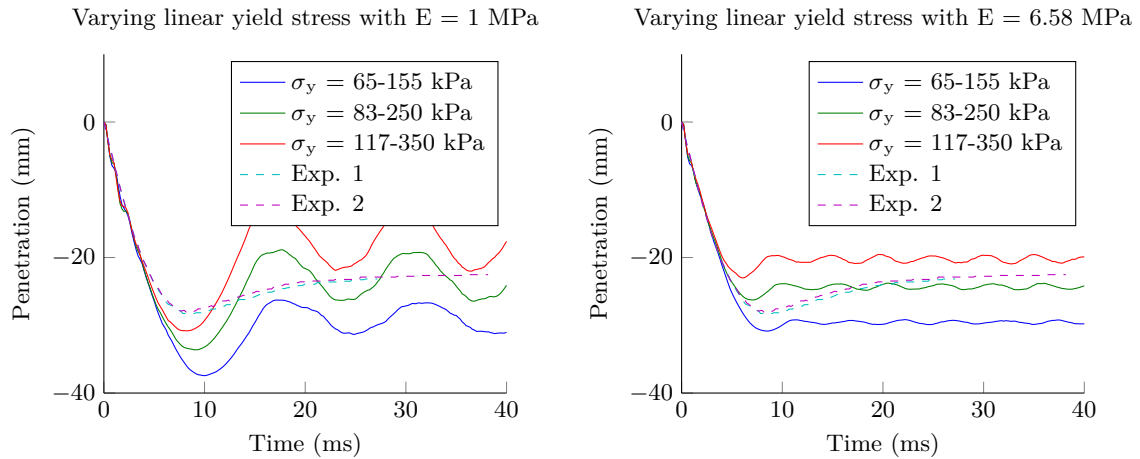 Varying linear yield stress with E = 1 MPa
σy = 65-155 kPa
σy = 83-250 kPa
σy = 117-350 kPa
Exp. 1
Exp. 2
Penetration (mm)
0
−20
−40
0 10 20 30 40
Time (ms)
Varying linear yield stress with E = 6.58 MPa
σy = 65-155 kPa
σy = 83-250 kPa
σy = 117-350 kPa
Exp. 1
Exp. 2
Penetration (mm)
0
−20
−40
0 10 20 30 40
Time (ms)